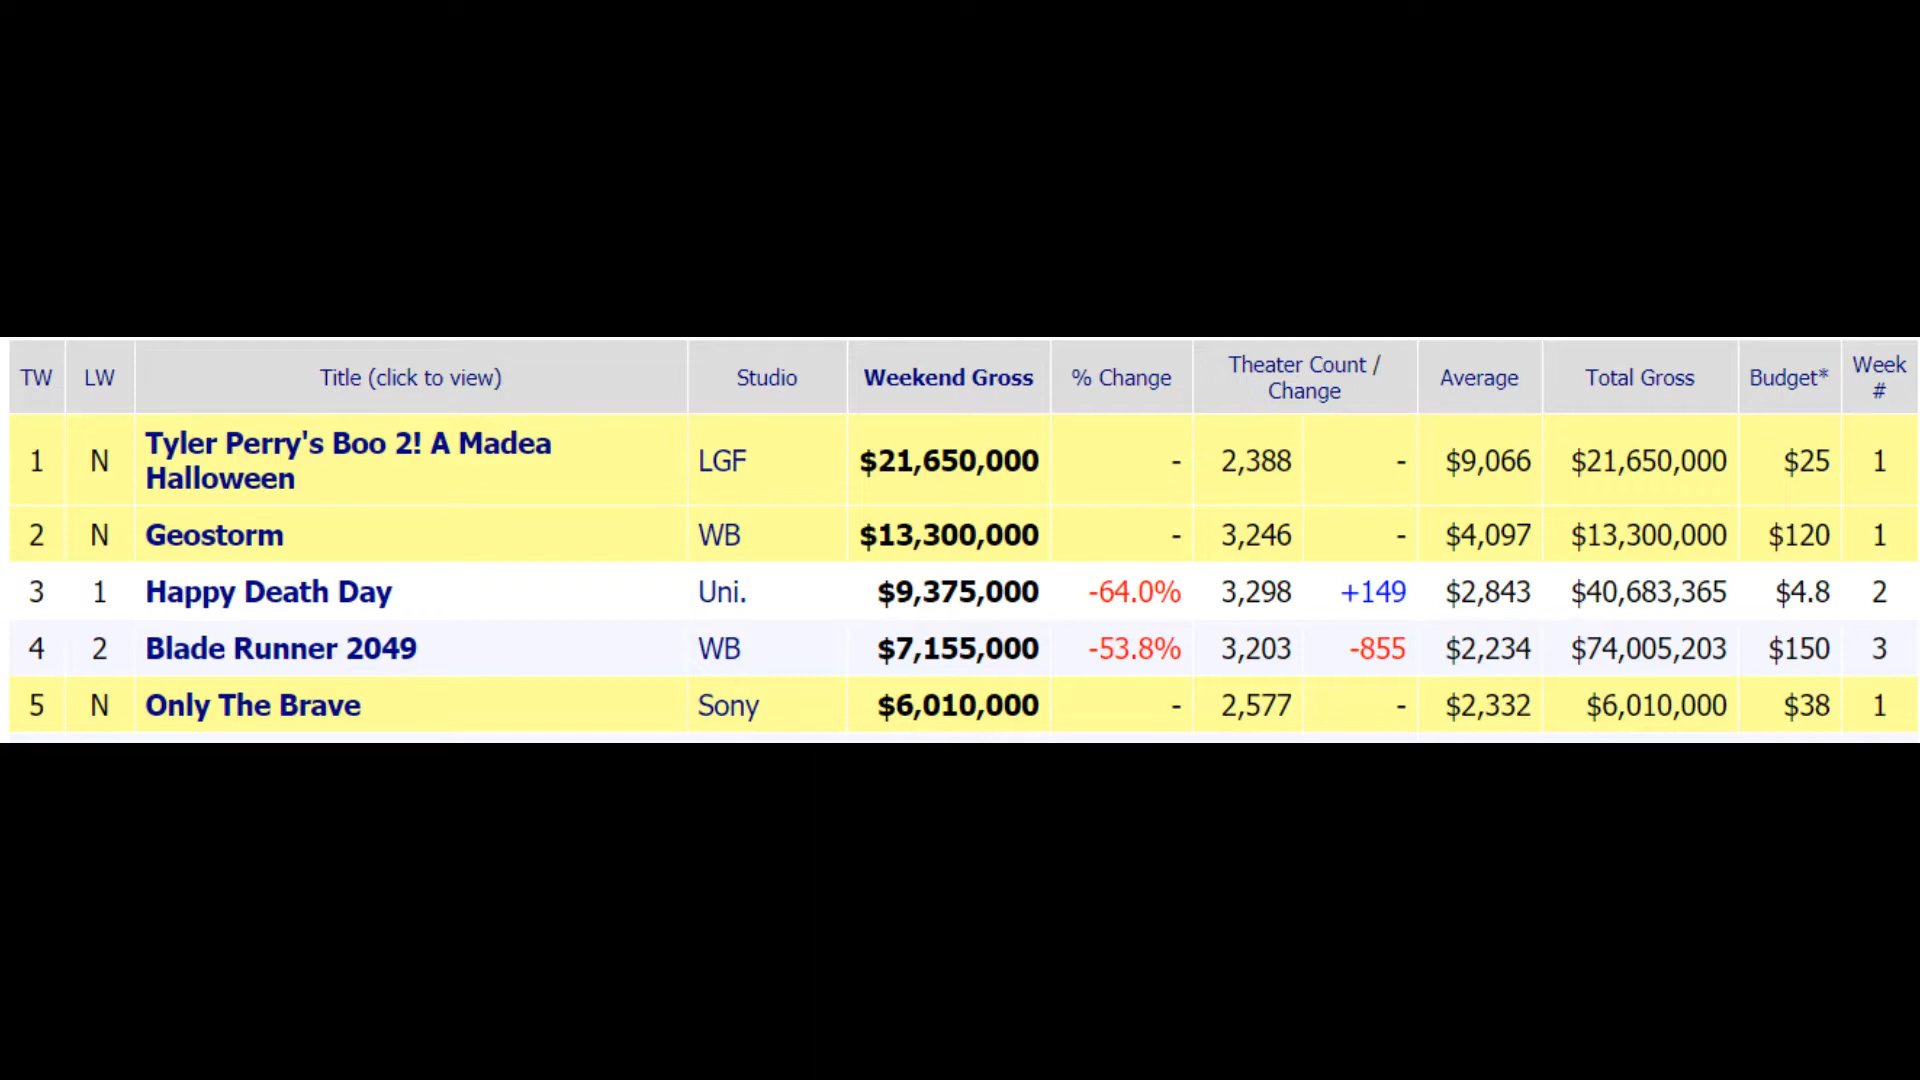 TW LW Title (click to view) Studio Weekend Gross % Change Theater Count / Change Average Total Gross Budget* Week #
1 N Tyler Perry's Boo 2! A Madea Halloween LGF $21,650,000 - 2,388 - $9,066 $21,650,000 $25 1
2 N Geostorm WB $13,300,000 - 3,246 - $4,097 $13,300,000 $120 1
3 1 Happy Death Day Uni. $9,375,000 -64.0% 3,298 +149 $2,843 $40,683,365 $4.8 2
4 2 Blade Runner 2049 WB $7,155,000 -53.8% 3,203 -855 $2,234 $74,005,203 $150 3
5 N Only The Brave Sony $6,010,000 - 2,577 - $2,332 $6,010,000 $38 1